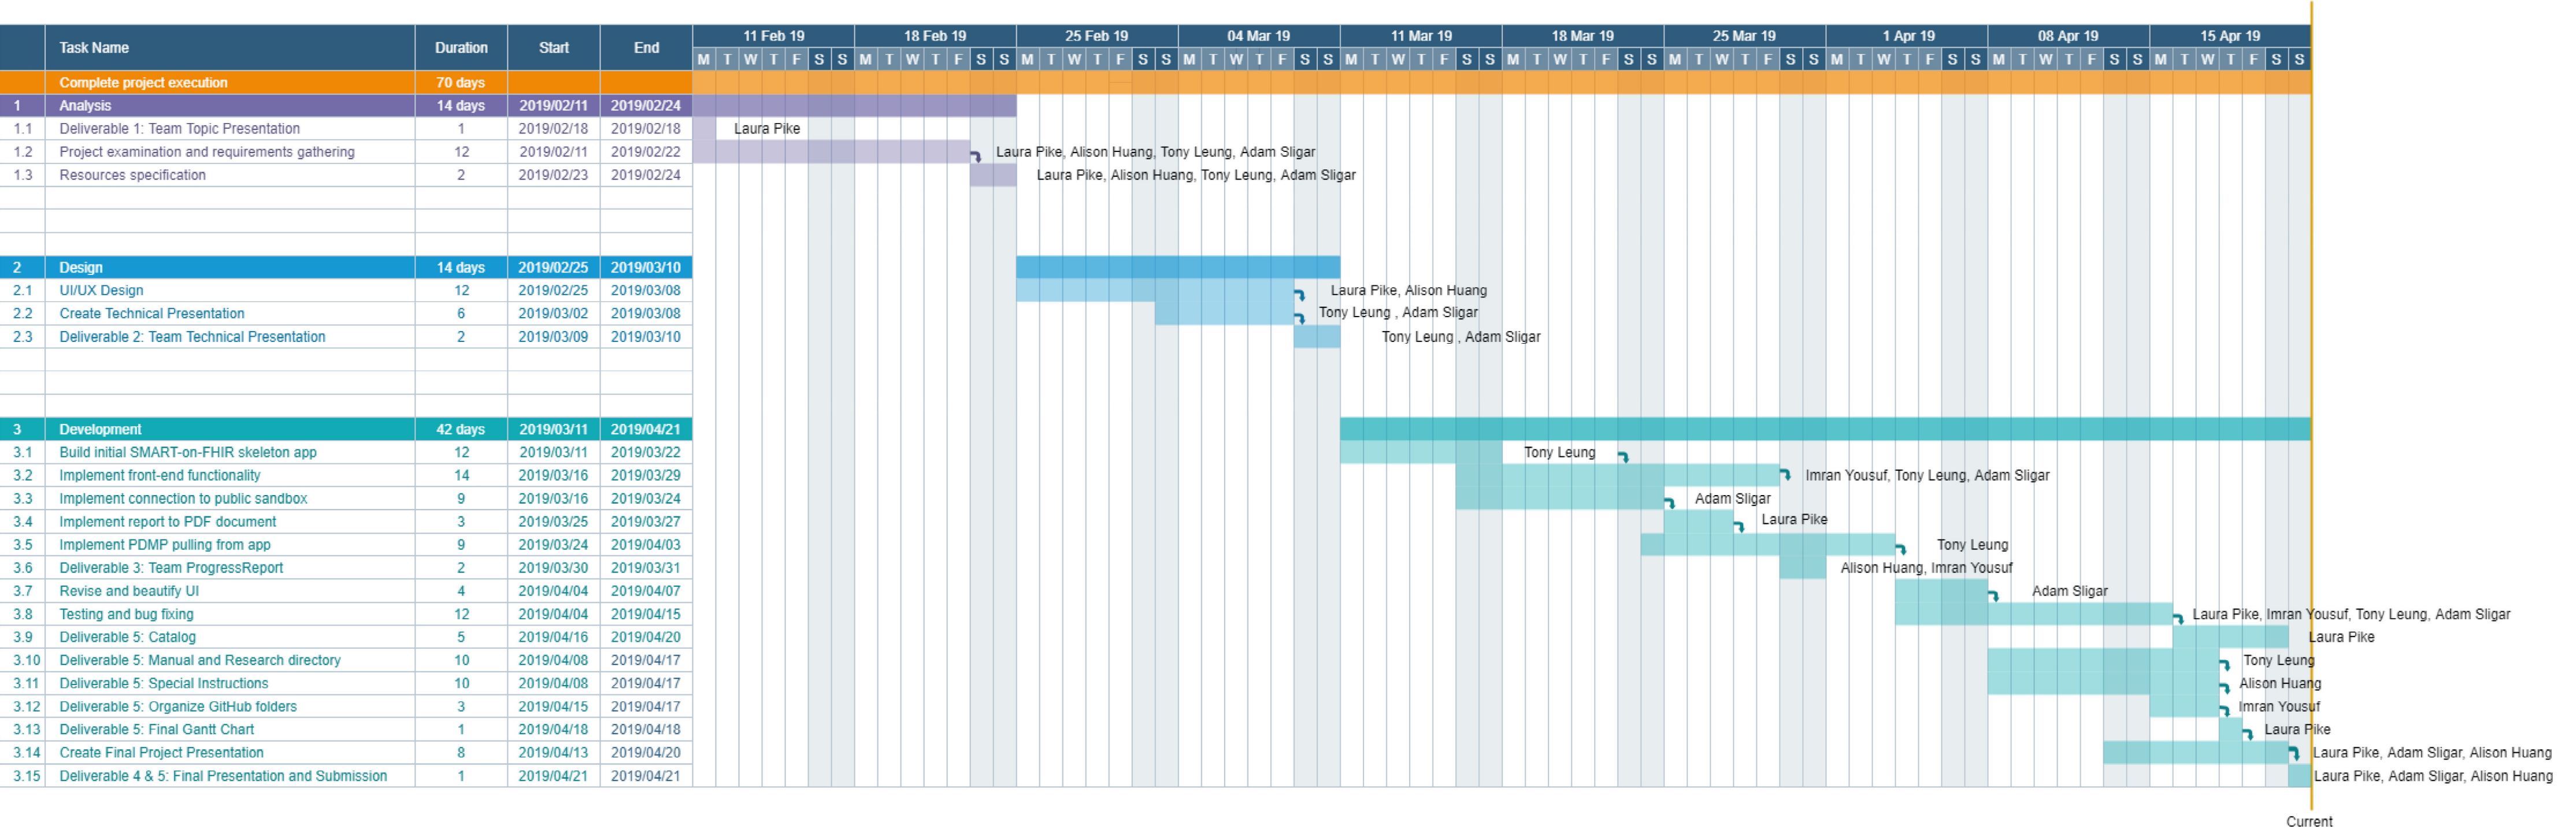 11 Feb 19 18 Feb 19 25 Feb 19 04 Mar 19 11 Mar 19 18 Mar 19 25 Mar 19 1 Apr 19 08 Apr 19 15 Apr 19
Task Name Duration Start End
M T W T F S S M T W T F S S M T W T F S S M T W T F S S M T W T F S S M T W T F S S M T W T F S S M T W T F S S M T W T F S S M T W T F S S
Complete project execution 70 days
1 Analysis 14 days 2019/02/11 2019/02/24
1.1 Deliverable 1: Team Topic Presentation 1 2019/02/18 2019/02/18 Laura Pike
1.2 Project examination and requirements gathering 12 2019/02/11 2019/02/22 Laura Pike, Alison Huang, Tony Leung, Adam Sligar
1.3 Resources specification 2 2019/02/23 2019/02/24 Laura Pike, Alison Huang, Tony Leung, Adam Sligar
2 Design 14 days 2019/02/25 2019/03/10
2.1 UI/UX Design 12 2019/02/25 2019/03/08 Laura Pike, Alison Huang
2.2 Create Technical Presentation 6 2019/03/02 2019/03/08 Tony Leung , Adam Sligar
2.3 Deliverable 2: Team Technical Presentation 2 2019/03/09 2019/03/10 Tony Leung , Adam Sligar
3 Development 42 days 2019/03/11 2019/04/21
3.1 Build initial SMART-on-FHIR skeleton app 12 2019/03/11 2019/03/22 Tony Leung
3.2 Implement front-end functionality 14 2019/03/16 2019/03/29 Imran Yousuf, Tony Leung, Adam Sligar
3.3 Implement connection to public sandbox 9 2019/03/16 2019/03/24 Adam Sligar
3.4 Implement report to PDF document 3 2019/03/25 2019/03/27 Laura Pike
3.5 Implement PDMP pulling from app 9 2019/03/24 2019/04/03 Tony Leung
3.6 Deliverable 3: Team ProgressReport 2 2019/03/30 2019/03/31 Alison Huang, Imran Yousuf
3.7 Revise and beautify UI 4 2019/04/04 2019/04/07 Adam Sligar
3.8 Testing and bug fixing 12 2019/04/04 2019/04/15 Laura Pike, Imran Yousuf, Tony Leung, Adam Sligar
3.9 Deliverable 5: Catalog 5 2019/04/16 2019/04/20 Laura Pike
3.10 Deliverable 5: Manual and Research directory 10 2019/04/08 2019/04/17 Tony Leung
3.11 Deliverable 5: Special Instructions 10 2019/04/08 2019/04/17 Alison Huang
3.12 Deliverable 5: Organize GitHub folders 3 2019/04/15 2019/04/17 Imran Yousuf
3.13 Deliverable 5: Final Gantt Chart 1 2019/04/18 2019/04/18 Laura Pike
3.14 Create Final Project Presentation 8 2019/04/13 2019/04/20 Laura Pike, Adam Sligar, Alison Huang
3.15 Deliverable 4 & 5: Final Presentation and Submission 1 2019/04/21 2019/04/21 Laura Pike, Adam Sligar, Alison Huang
Current